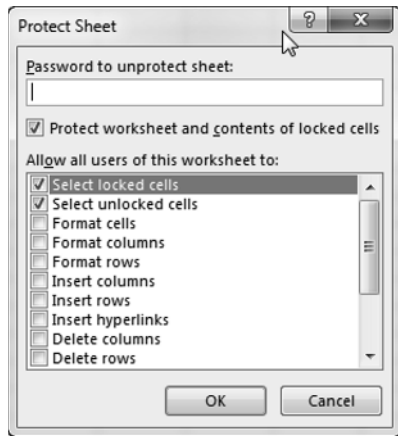 Protect Sheet
Password to unprotect sheet:
Protect worksheet and contents of locked cells
Allow all users of this worksheet to:
Select locked cells
Select unlocked cells
Format cells
Format columns
Format rows
Insert columns
Insert rows
Insert hyperlinks
Delete columns
Delete rows
OK
Cancel